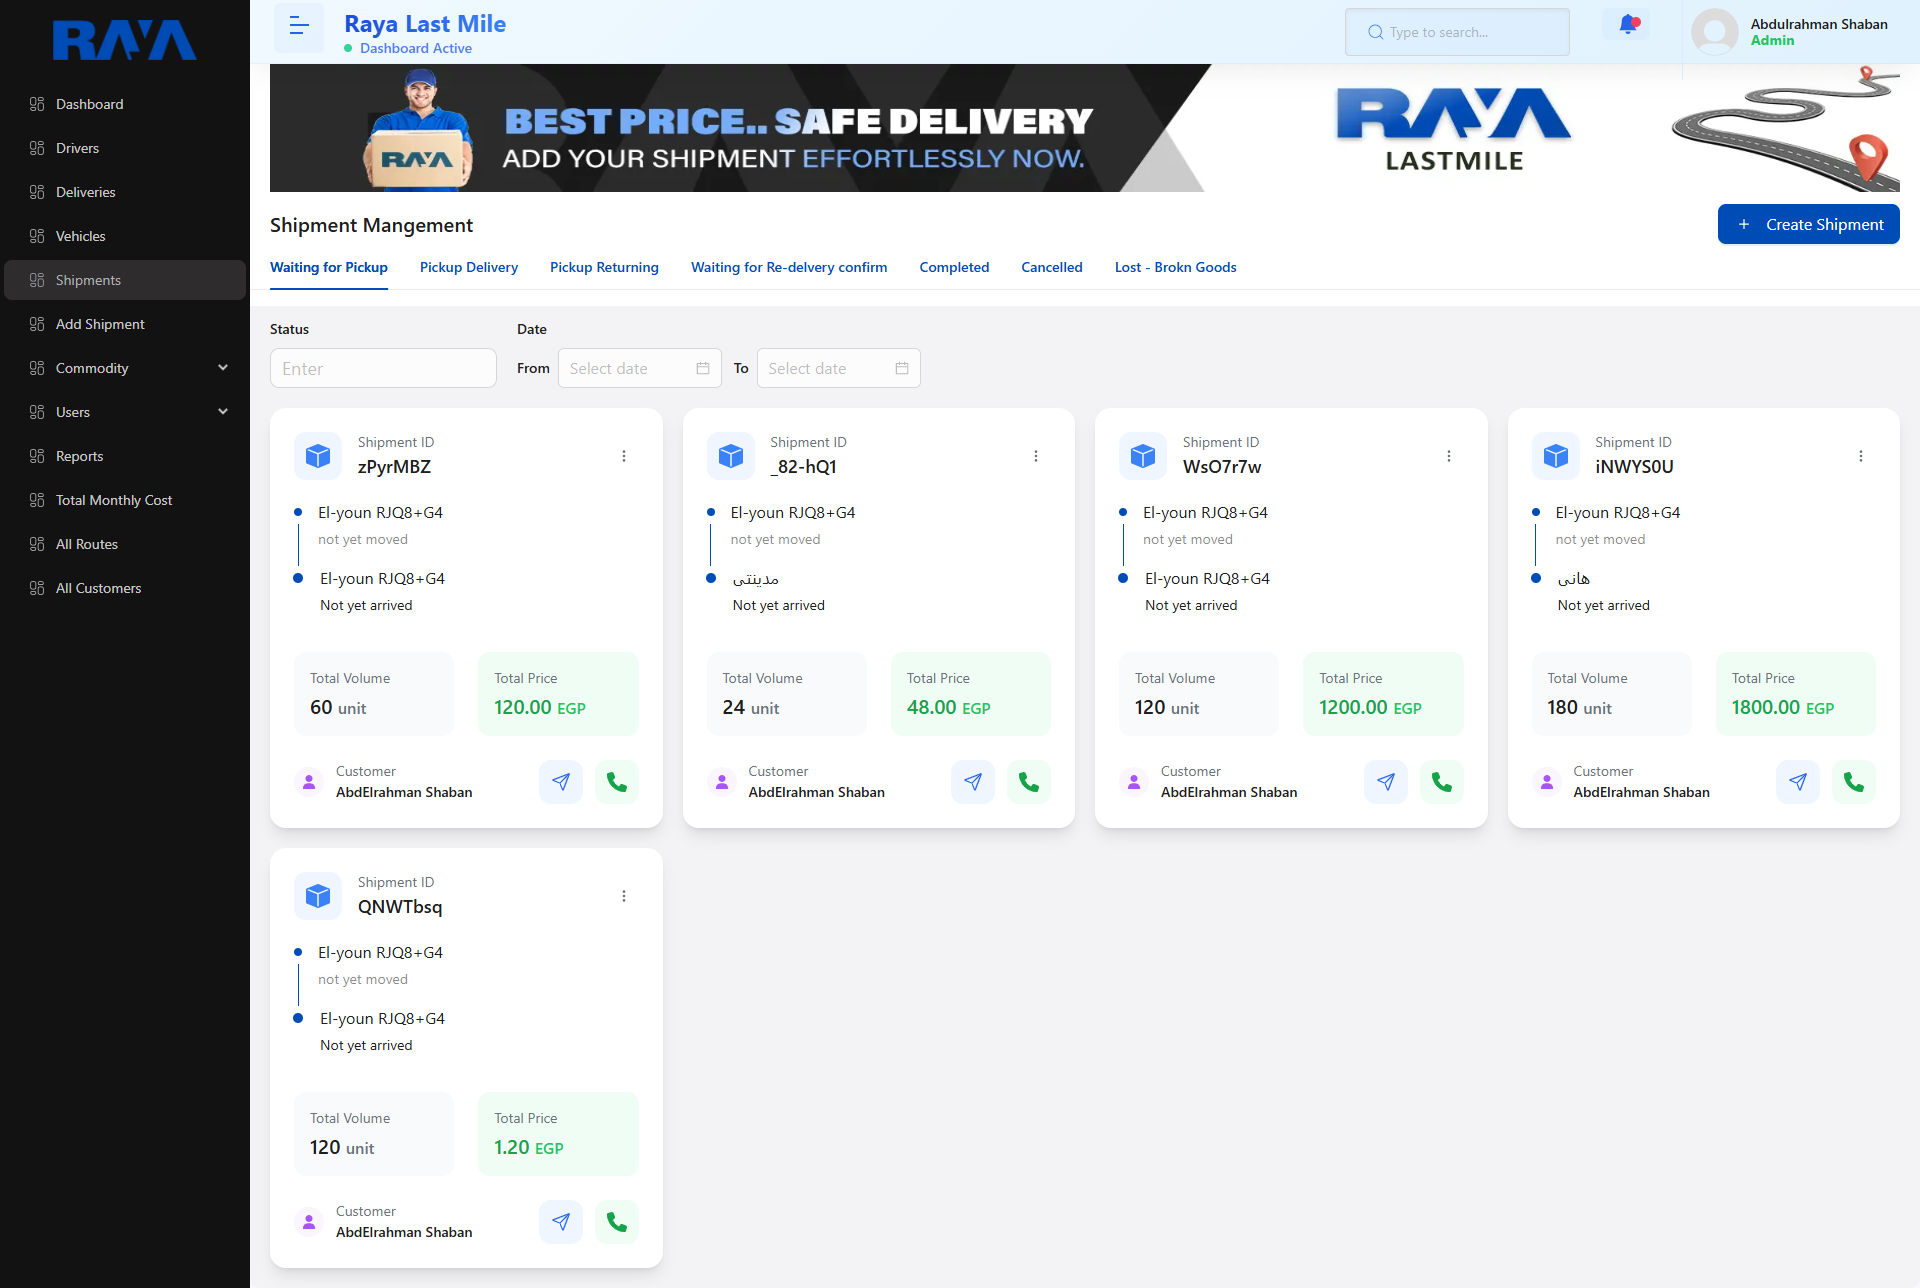 RAYA
Dashboard
Drivers
Deliveries
Vehicles
Shipments
Add Shipment
Commodity
Users
Reports
Total Monthly Cost
All Routes
All Customers
Raya Last Mile
Dashboard Active
Type to search...
Abdulrahman Shaban
Admin
BEST PRICE.. SAFE DELIVERY
ADD YOUR SHIPMENT EFFORTLESSLY NOW.
RAYA
RAYA
LASTMILE
Shipment Mangement
Create Shipment
Waiting for Pickup
Pickup Delivery
Pickup Returning
Waiting for Re-delvery confirm
Completed
Cancelled
Lost - Brokn Goods
Status
Enter
Date
From
Select date
To
Select date
Shipment ID
zPyrMBZ
El-youn RJQ8+G4
not yet moved
El-youn RJQ8+G4
Not yet arrived
Total Volume
60 unit
Total Price
120.00 EGP
Customer
AbdElrahman Shaban
Shipment ID
_82-hQ1
El-youn RJQ8+G4
not yet moved
مدينتى
Not yet arrived
Total Volume
24 unit
Total Price
48.00 EGP
Customer
AbdElrahman Shaban
Shipment ID
WsO7r7w
El-youn RJQ8+G4
not yet moved
El-youn RJQ8+G4
Not yet arrived
Total Volume
120 unit
Total Price
1200.00 EGP
Customer
AbdElrahman Shaban
Shipment ID
iNWYS0U
El-youn RJQ8+G4
not yet moved
هانى
Not yet arrived
Total Volume
180 unit
Total Price
1800.00 EGP
Customer
AbdElrahman Shaban
Shipment ID
QNWTbsq
El-youn RJQ8+G4
not yet moved
El-youn RJQ8+G4
Not yet arrived
Total Volume
120 unit
Total Price
1.20 EGP
Customer
AbdElrahman Shaban